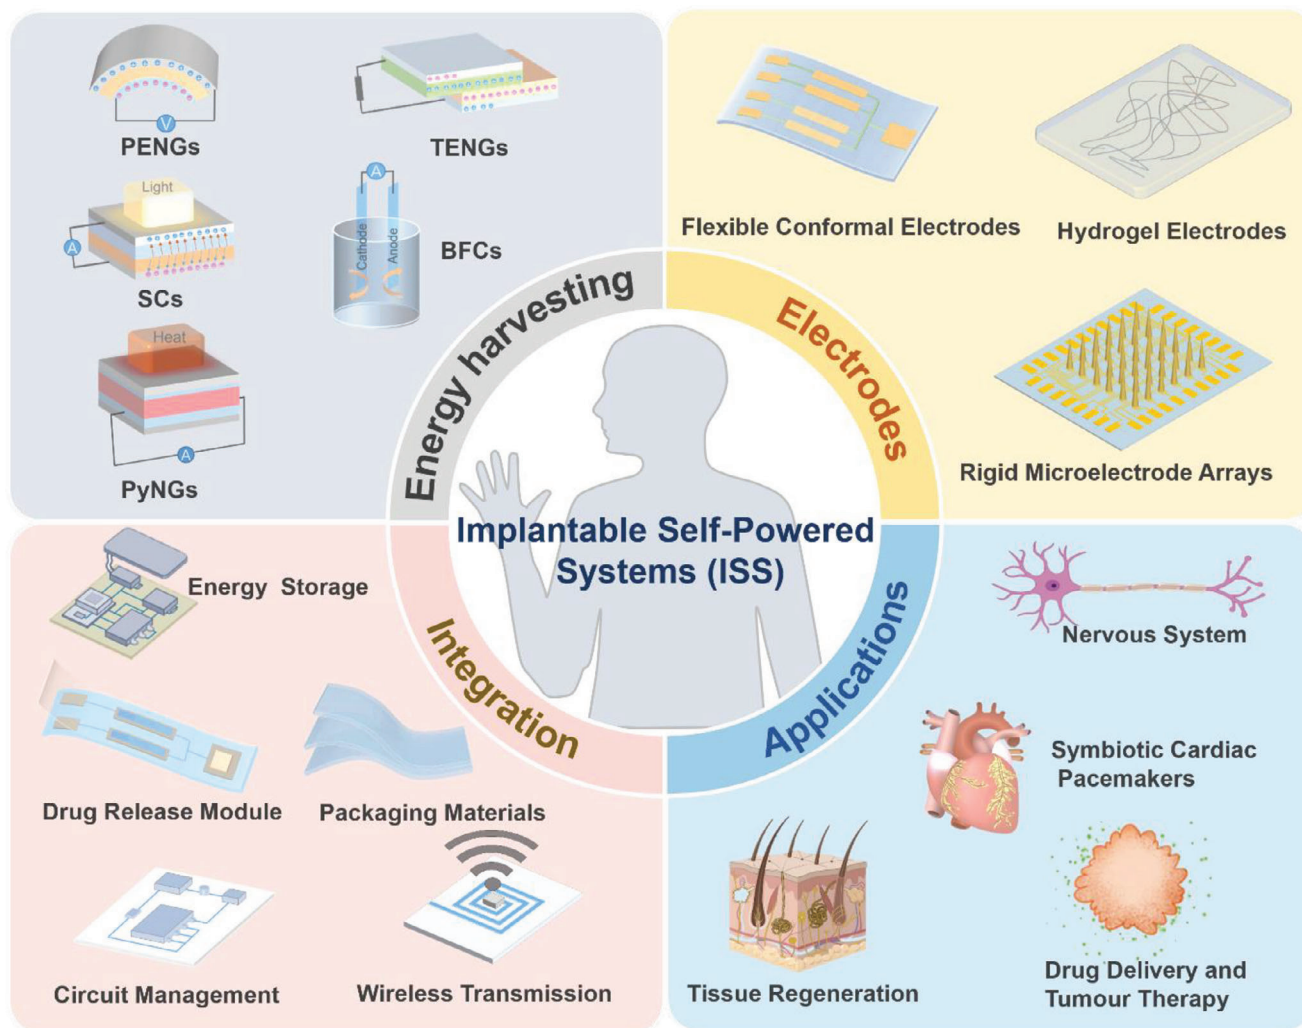 PENGs
V
TENGs
Light
A
SCs
A
Cathode
Anode
BFCs
Heat
A
PyNGs
Energy harvesting
Flexible Conformal Electrodes
Hydrogel Electrodes
Rigid Microelectrode Arrays
Electrodes
Implantable Self-Powered
Systems (ISS)
Energy Storage
Drug Release Module
Packaging Materials
Circuit Management
Wireless Transmission
Integration
Applications
Nervous System
Symbiotic Cardiac
Pacemakers
Tissue Regeneration
Drug Delivery and
Tumour Therapy